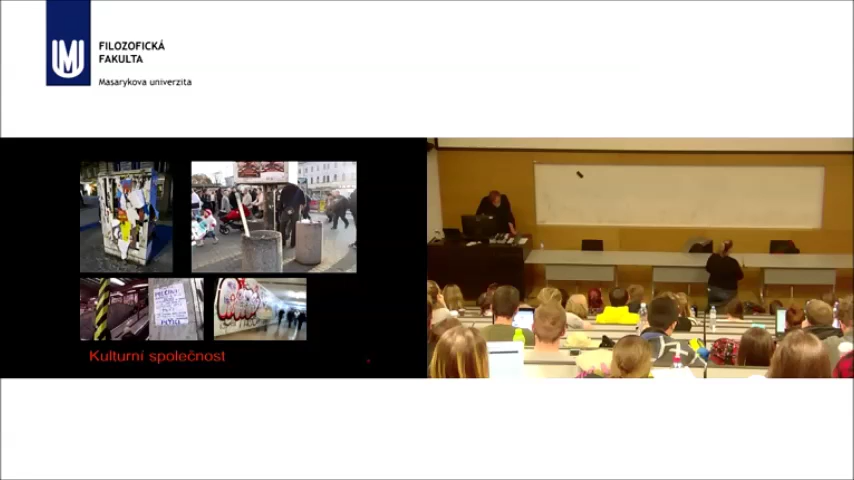 FILOZOFICKÁ
FAKULTA
Masarykova univerzita
Kulturní společnost